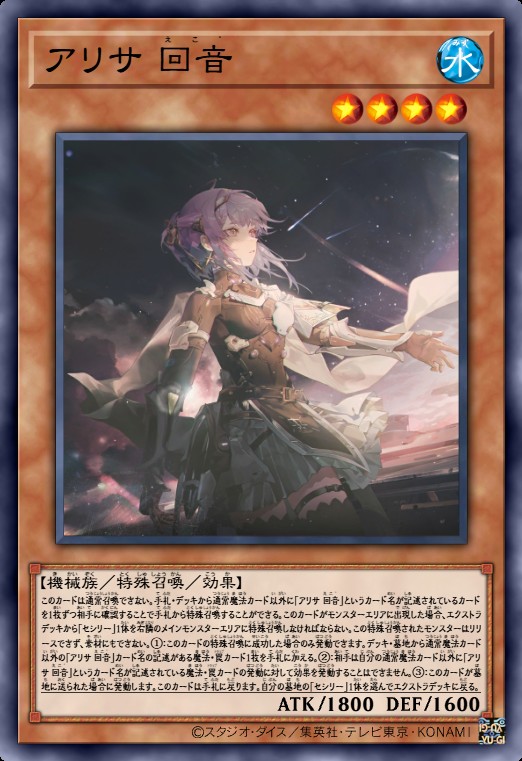 アリサ 回音
水
【機械族／特殊召喚／効果】
このカードは通常召喚できない。手札・デッキから通常魔法カード以外に「アリサ 回音」というカード名が記述されているカード
を1枚ずつ相手に確認することで手札から特殊召喚することができる。このカードがモンスターエリアに出現した場合、エクストラ
デッキから「セシリー」1体を右隣のメインモンスターエリアに特殊召喚しなければならない。この特殊召喚されたモンスターはリリ
ースできず、素材にもできない。①：このカードの特殊召喚に成功した場合のみ発動できます。デッキ・墓地から通常魔法カード
以外の「アリサ 回音」カード名の記述がある魔法・罠カード1枚を手札に加える。②：相手は自分の通常魔法カード以外に「アリ
サ 回音」というカード名が記述されている魔法・罠カードの発動に対して効果を発動することはできません。③：このカードが墓
地に送られた場合に発動します。このカードは手札に戻ります。自分の墓地の「セシリー」1体を選んでエクストラデッキに戻る。
ATK/1800 DEF/1600
©スタジオ・ダイス／集英社・テレビ東京・KONAMI